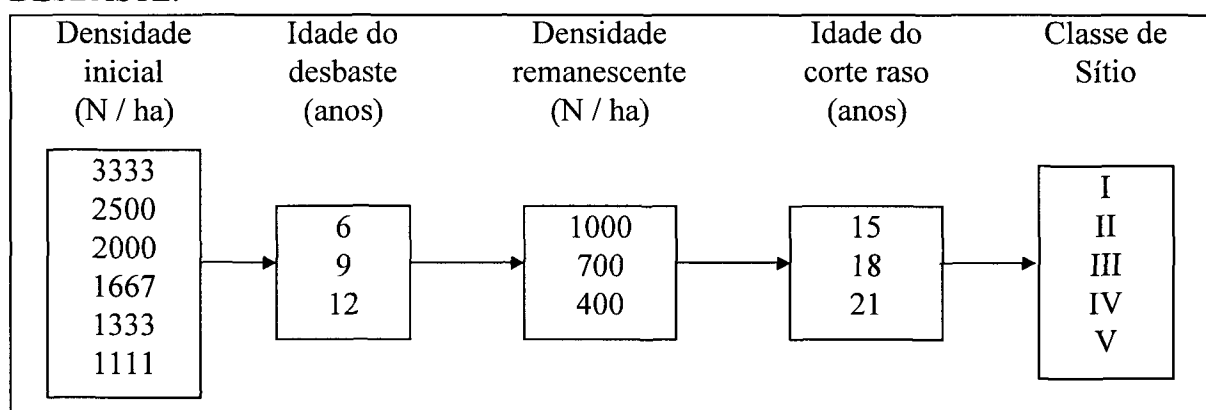 Densidade inicial (N / ha)
Idade do desbaste (anos)
Densidade remanescente (N / ha)
Idade do corte raso (anos)
Classe de Sítio
3333
2500
2000
1667
1333
1111
6
9
12
1000
700
400
15
18
21
I
II
III
IV
V